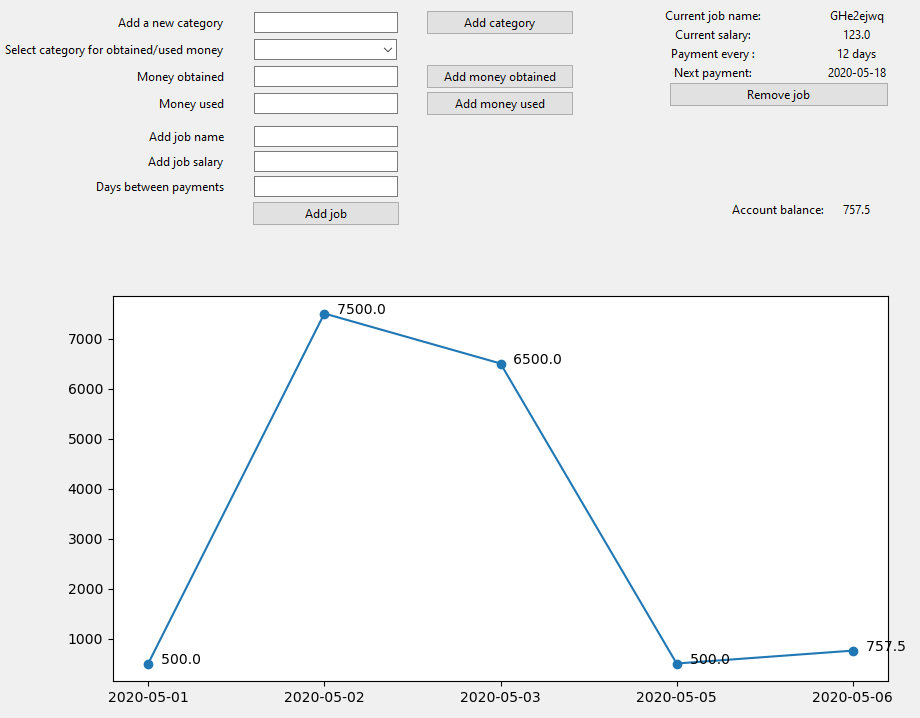 Add a new category
Add category
Select category for obtained/used money
Money obtained
Add money obtained
Money used
Add money used
Add job name
Add job salary
Days between payments
Add job
Current job name: GHe2ejwq
Current salary: 123.0
Payment every : 12 days
Next payment: 2020-05-18
Remove job
Account balance: 757.5
7500.0
7000
6500.0
6000
5000
4000
3000
2000
1000
500.0
500.0
757.5
2020-05-01 2020-05-02 2020-05-03 2020-05-05 2020-05-06